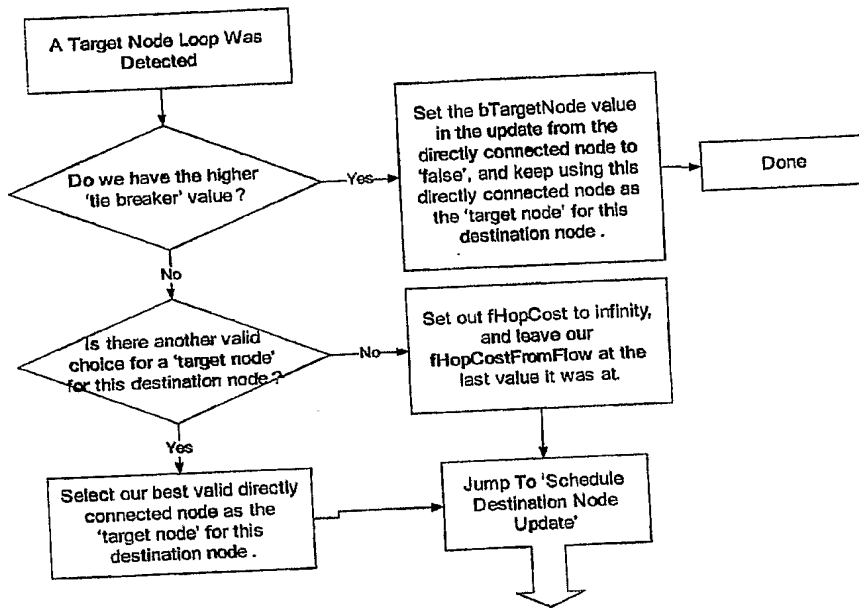 A Target Node Loop Was
Detected
Do we have the higher
'tie breaker' value?
Yes
Set the bTargetNode value
in the update from the
directly connected node to
'false', and keep using this
directly connected node as
the 'target node' for this
destination node.
Done
No
Is there another valid
choice for a 'target node'
for this destination node?
No
Set out fHopCost to infinity,
and leave our
fHopCostFromFlow at the
last value it was at.
Yes
Select our best valid directly
connected node as the
'target node' for this
destination node.
Jump To 'Schedule
Destination Node
Update'